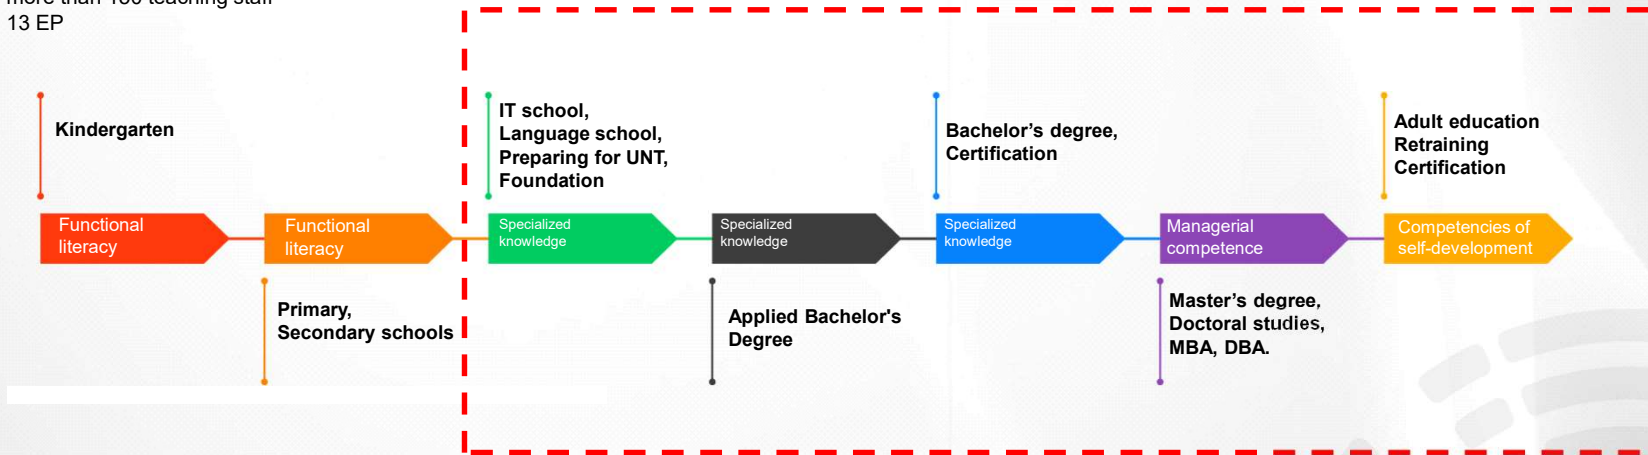 13 EP
Kindergarten
Functional
literacy
Functional
literacy
Primary,
Secondary schools
IT school,
Language school,
Preparing for UNT,
Foundation
Specialized
knowledge
Specialized
knowledge
Applied Bachelor's
Degree
Bachelor’s degree,
Certification
Specialized
knowledge
Managerial
competence
Master’s degree,
Doctoral studies,
MBA, DBA.
Adult education
Retraining
Certification
Competencies of
self-development